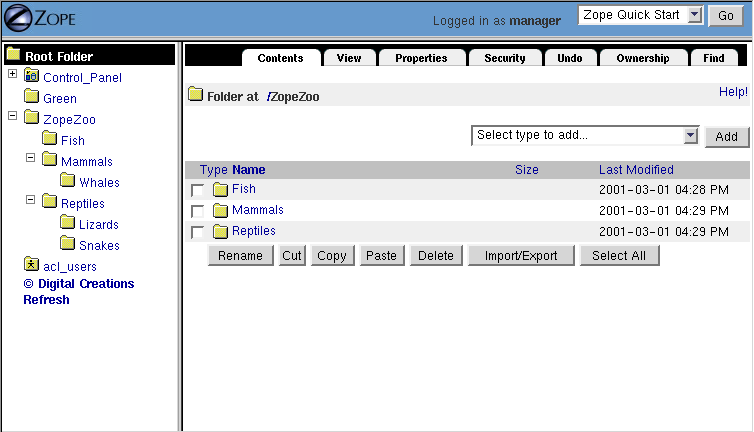 ZOPE
Logged in as manager
Zope Quick Start
Go
Root Folder
Control_Panel
Green
ZopeZoo
Fish
Mammals
Whales
Reptiles
Lizards
Snakes
acl_users
© Digital Creations
Refresh
Contents View Properties Security Undo Ownership Find
Folder at /ZopeZoo
Help!
Select type to add...
Add
Type Name Size Last Modified
Fish 2001-03-01 04:28 PM
Mammals 2001-03-01 04:29 PM
Reptiles 2001-03-01 04:29 PM
Rename Cut Copy Paste Delete Import/Export Select All